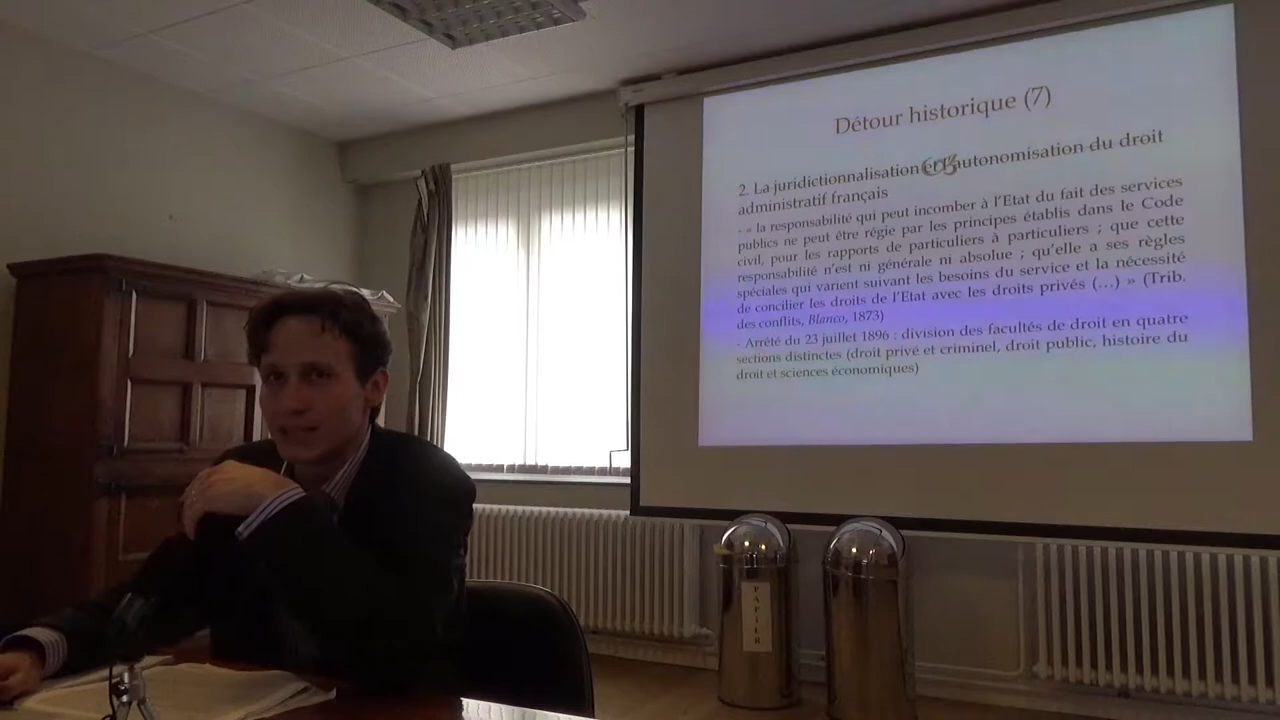 Détour historique (7)
2. La juridictionnalisation et l'autonomisation du droit
administratif français
- « la responsabilité qui peut incomber à l'Etat du fait des services
publics ne peut être régie par les principes établis dans le Code
civil, pour les rapports de particuliers à particuliers ; que cette
responsabilité n'est ni générale ni absolue ; qu'elle a ses règles
spéciales qui varient suivant les besoins du service et la nécessité
de concilier les droits de l'Etat avec les droits privés (...) » (Trib.
des conflits, Blanco, 1873)
- Arrêté du 23 juillet 1896 : division des facultés de droit en quatre
sections distinctes (droit privé et criminel, droit public, histoire du
droit et sciences économiques)
PAPIER